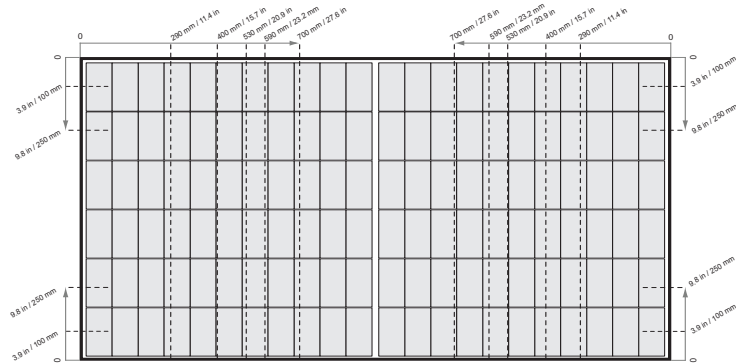 0
290 mm / 11.4 in
400 mm / 15.7 in
530 mm / 20.9 in
590 mm / 23.2 mm
700 mm / 27.6 in
700 mm / 27.6 in
590 mm / 23.2 mm
530 mm / 20.9 in
400 mm / 15.7 in
290 mm / 11.4 in
0
0
3.9 in / 100 mm
9.8 in / 250 mm
0
3.9 in / 100 mm
9.8 in / 250 mm
9.8 in / 250 mm
3.9 in / 100 mm
0
9.8 in / 250 mm
3.9 in / 100 mm
0